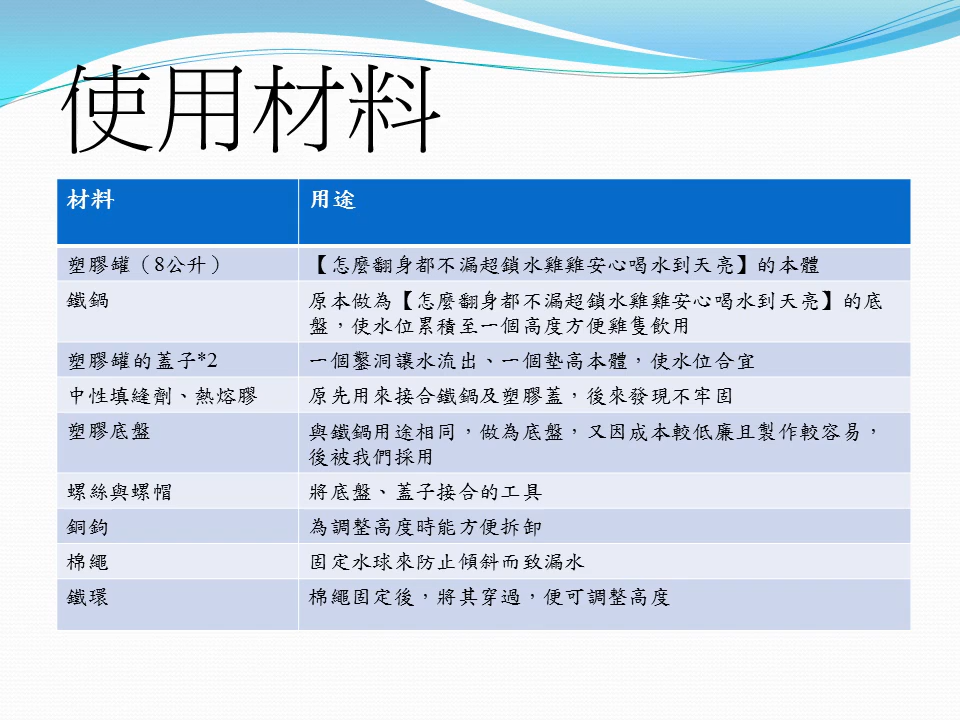 使用材料
材料
用途
塑膠罐（8公升）
【怎麼翻身都不漏超鎖水雞雞安心喝水到天亮】的本體
鐵鍋
原本做為【怎麼翻身都不漏超鎖水雞雞安心喝水到天亮】的底
盤，使水位累積至一個高度方便雞隻飲用
塑膠罐的蓋子*2
一個鑿洞讓水流出、一個墊高本體，使水位合宜
中性填縫劑、熱熔膠
原先用來接合鐵鍋及塑膠蓋，後來發現不牢固
塑膠底盤
與鐵鍋用途相同，做為底盤，又因成本較低廉且製作較容易，
後被我們採用
螺絲與螺帽
將底盤、蓋子接合的工具
銅鉤
為調整高度時能方便拆卸
棉繩
固定水球來防止傾斜而致漏水
鐵環
棉繩固定後，將其穿過，便可調整高度